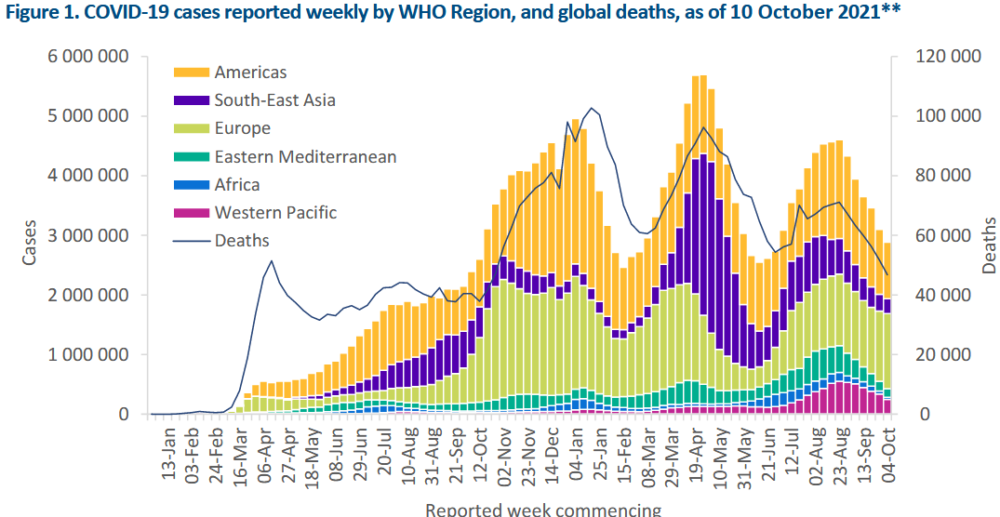 Figure 1. COVID-19 cases reported weekly by WHO Region, and global deaths, as of 10 October 2021**
6 000 000
5 000 000
4 000 000
3 000 000
2 000 000
1 000 000
0
Cases
Americas
South-East Asia
Europe
Eastern Mediterranean
Africa
Western Pacific
Deaths
120 000
100 000
80 000
60 000
40 000
20 000
0
Deaths
13-Jan
03-Feb
24-Feb
16-Mar
06-Apr
27-Apr
18-May
08-Jun
29-Jun
20-Jul
10-Aug
31-Aug
21-Sep
12-Oct
02-Nov
23-Nov
14-Dec
04-Jan
25-Jan
15-Feb
08-Mar
29-Mar
19-Apr
10-May
31-May
21-Jun
12-Jul
02-Aug
23-Aug
13-Sep
04-Oct
Reported week commencing